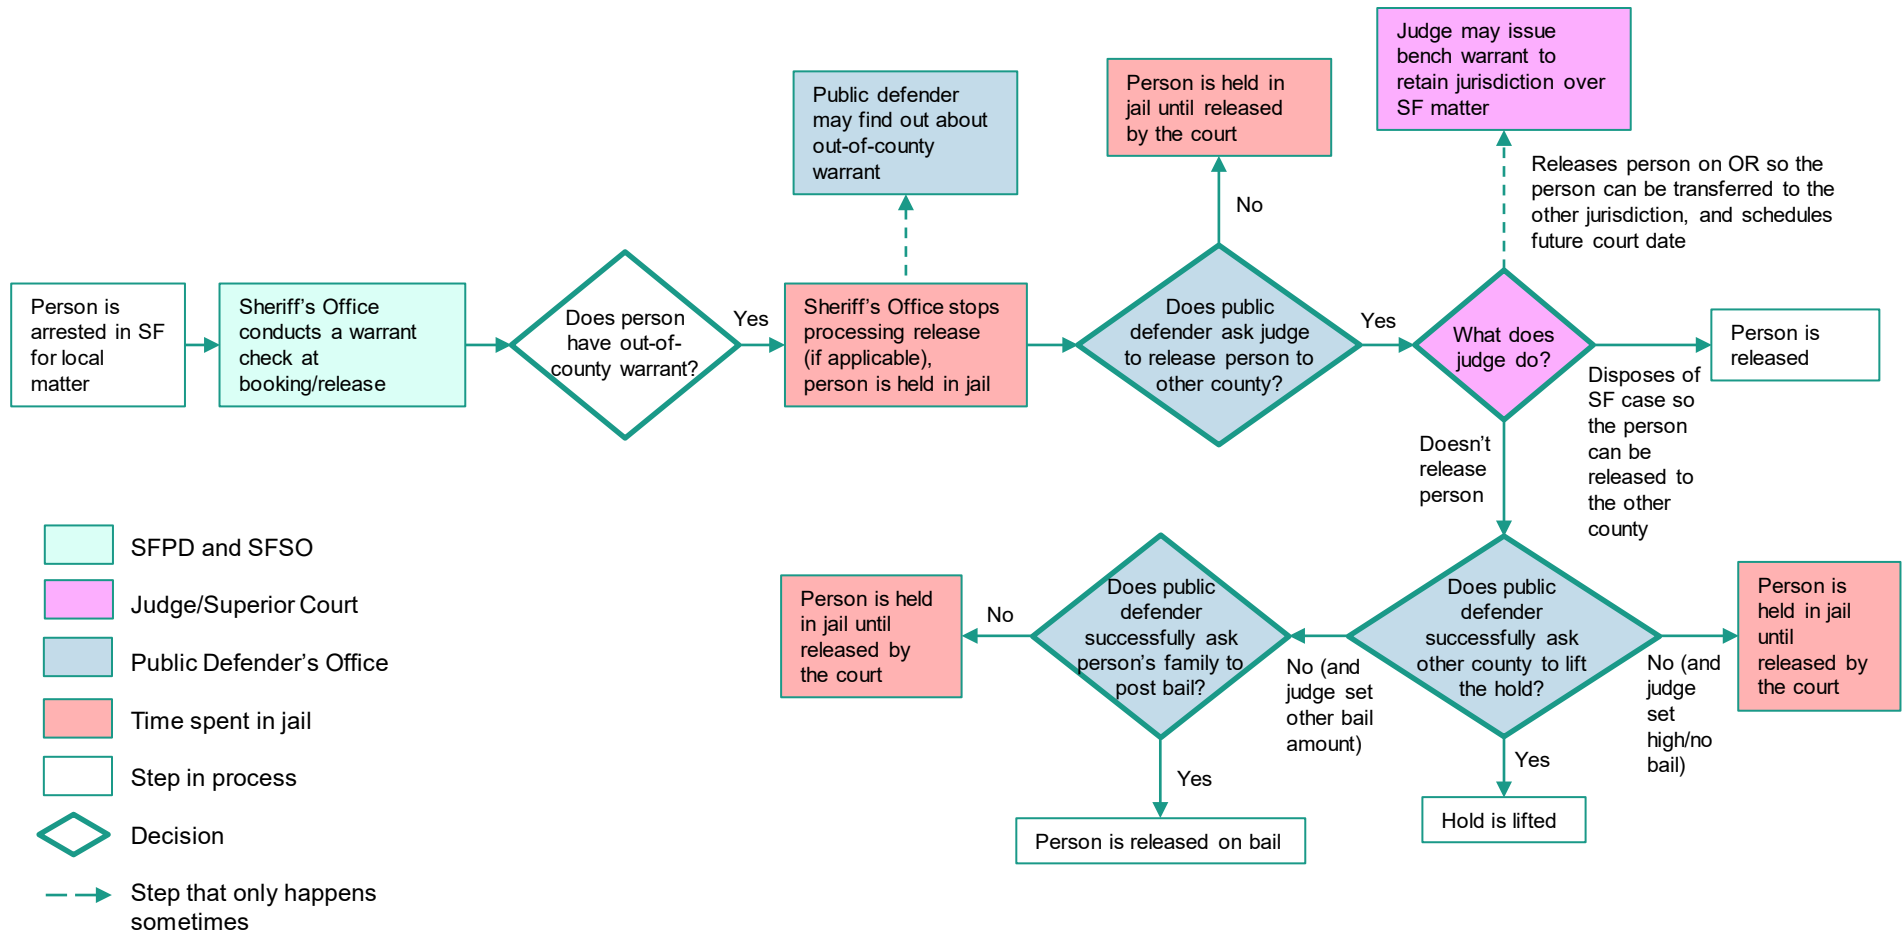 Person is
arrested in SF
for local
matter
Sheriff's Office
conducts a warrant
check at
booking/release
Does person
have out-of-
county warrant?
Yes
Public defender
may find out about
out-of-county
warrant
Sheriff's Office stops
processing release
(if applicable),
person is held in jail
Person is held in
jail until released
by the court
No
Does public
defender ask judge
to release person to
other county?
Yes
Judge may issue
bench warrant to
retain jurisdiction over
SF matter
Releases person on OR so the
person can be transferred to the
other jurisdiction, and schedules
future court date
What does
judge do?
Person is
released
Disposes of
SF case so
the person
can be
released to
the other
county
Doesn't
release
person
Does public
defender
successfully ask
other county to lift
the hold?
No (and
judge
set
high/no
bail)
Person is
held in jail
until
released by
the court
Yes
Hold is lifted
No (and
judge set
other bail
amount)
Does public
defender
successfully ask
person's family to
post bail?
No
Person is held
in jail until
released by
the court
Yes
Person is released on bail
SFPD and SFSO
Judge/Superior Court
Public Defender's Office
Time spent in jail
Step in process
Decision
Step that only happens
sometimes